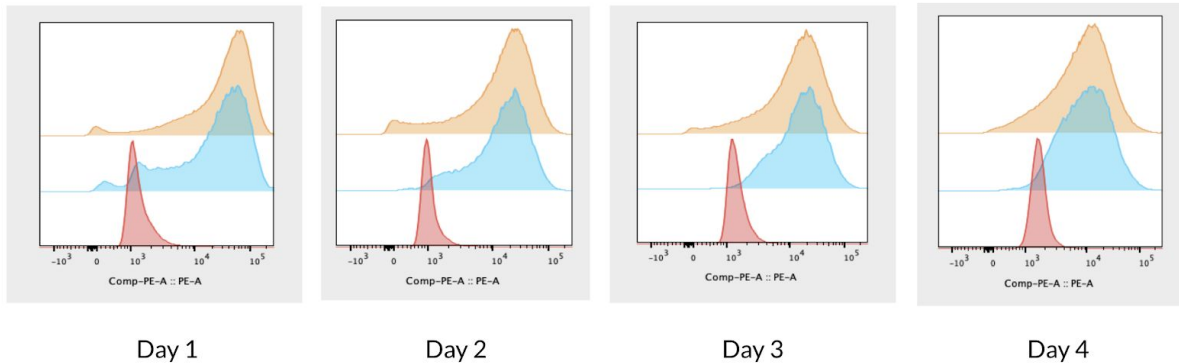 -10³ 0 10³ 10⁴ 10⁵
Comp-PE-A :: PE-A
Day 1
-10³ 0 10³ 10⁴ 10⁵
Comp-PE-A :: PE-A
Day 2
-10³ 0 10³ 10⁴ 10⁵
Comp-PE-A :: PE-A
Day 3
-10³ 0 10³ 10⁴ 10⁵
Comp-PE-A :: PE-A
Day 4